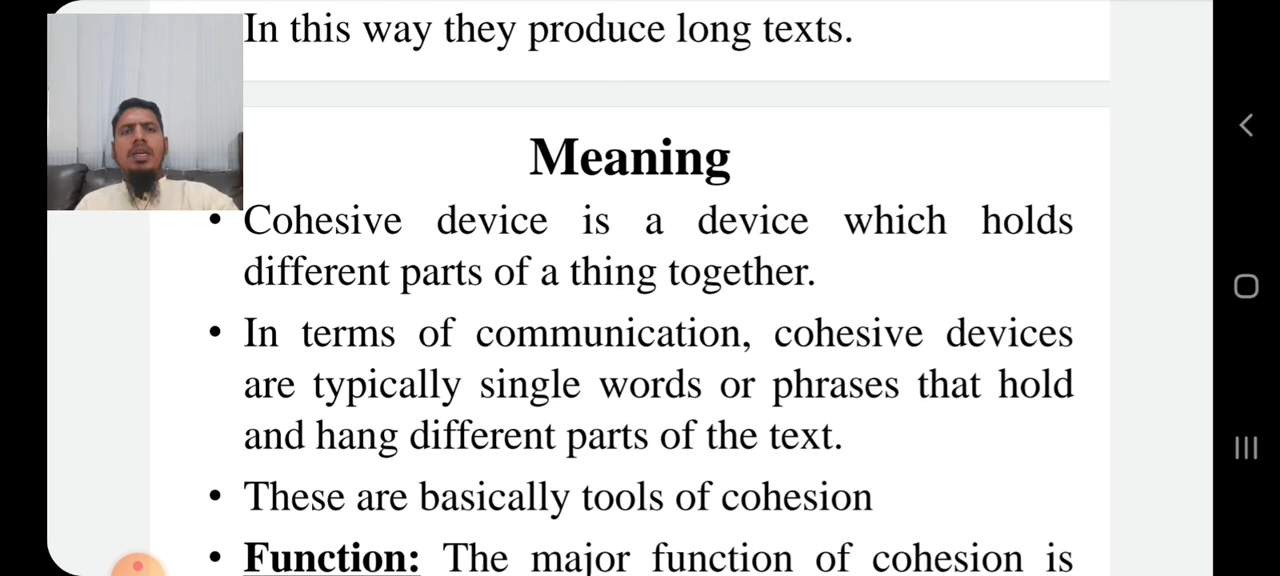 In this way they produce long texts.
Meaning
• Cohesive device is a device which holds
different parts of a thing together.
• In terms of communication, cohesive devices
are typically single words or phrases that hold
and hang different parts of the text.
• These are basically tools of cohesion
• Function: The major function of cohesion is